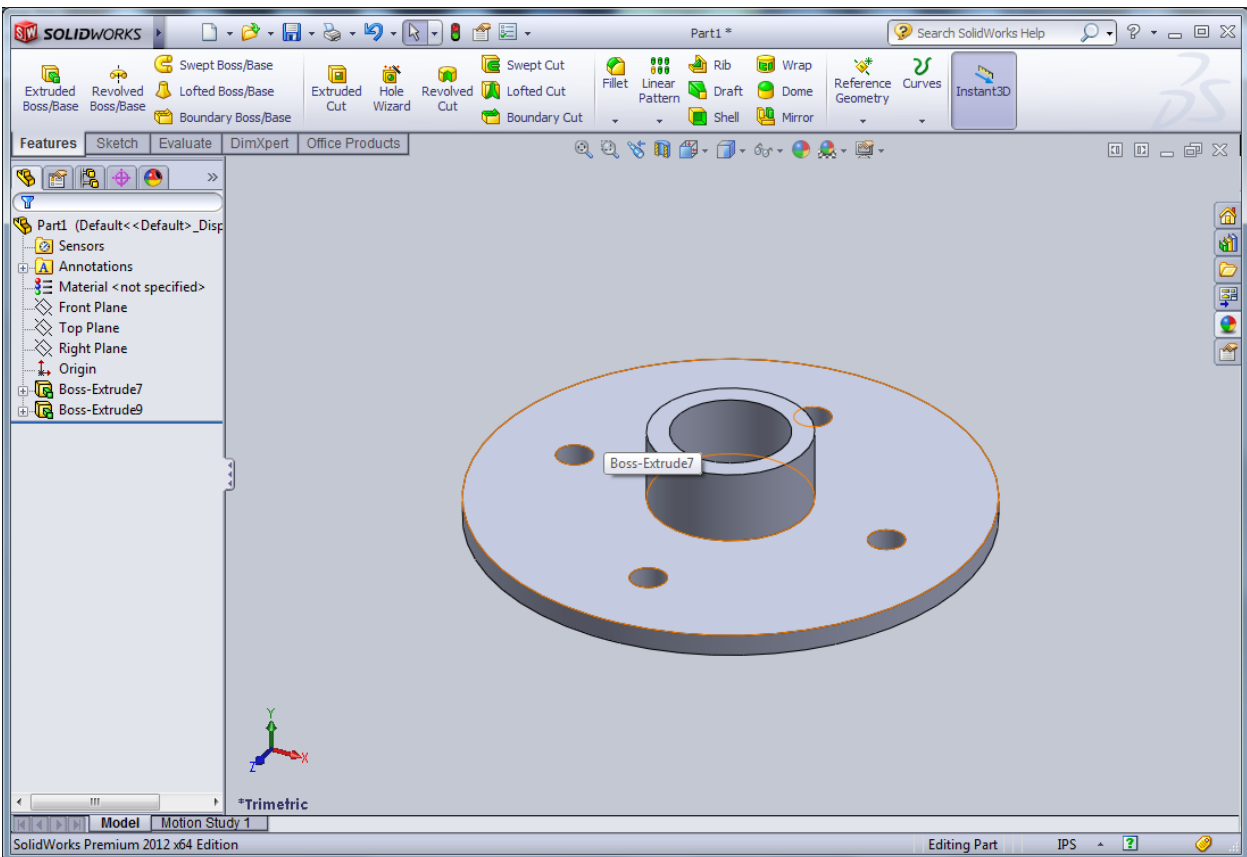 SW SOLIDWORKS Part1 * Search SolidWorks Help ?
Extruded Boss/Base
Revolved Boss/Base
Swept Boss/Base
Lofted Boss/Base
Boundary Boss/Base
Extruded Cut
Hole Wizard
Revolved Cut
Swept Cut
Lofted Cut
Boundary Cut
Fillet
Linear Pattern
Rib
Draft
Shell
Wrap
Dome
Mirror
Reference Geometry
Curves
Instant3D
Features Sketch Evaluate DimXpert Office Products
Part1 (Default<<Default>_Disp
Sensors
A Annotations
Material <not specified>
Front Plane
Top Plane
Right Plane
Origin
Boss-Extrude7
Boss-Extrude9
Boss-Extrude7
Y
X
Z
*Trimetric
Model Motion Study 1
SolidWorks Premium 2012 x64 Edition Editing Part IPS ?